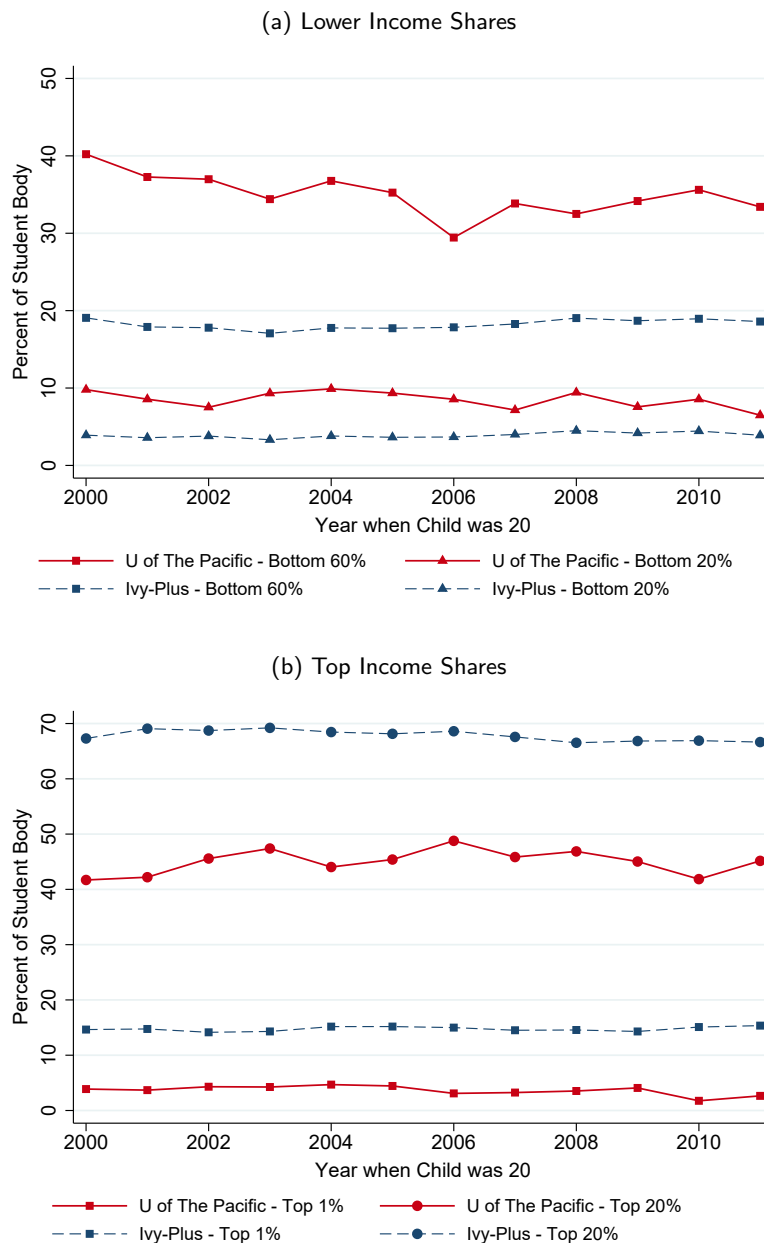 (a) Lower Income Shares
Percent of Student Body
50
40
30
20
10
0
2000 2002 2004 2006 2008 2010
Year when Child was 20
U of The Pacific - Bottom 60% U of The Pacific - Bottom 20%
Ivy-Plus - Bottom 60% Ivy-Plus - Bottom 20%
(b) Top Income Shares
Percent of Student Body
70
60
50
40
30
20
10
0
2000 2002 2004 2006 2008 2010
Year when Child was 20
U of The Pacific - Top 1% U of The Pacific - Top 20%
Ivy-Plus - Top 1% Ivy-Plus - Top 20%